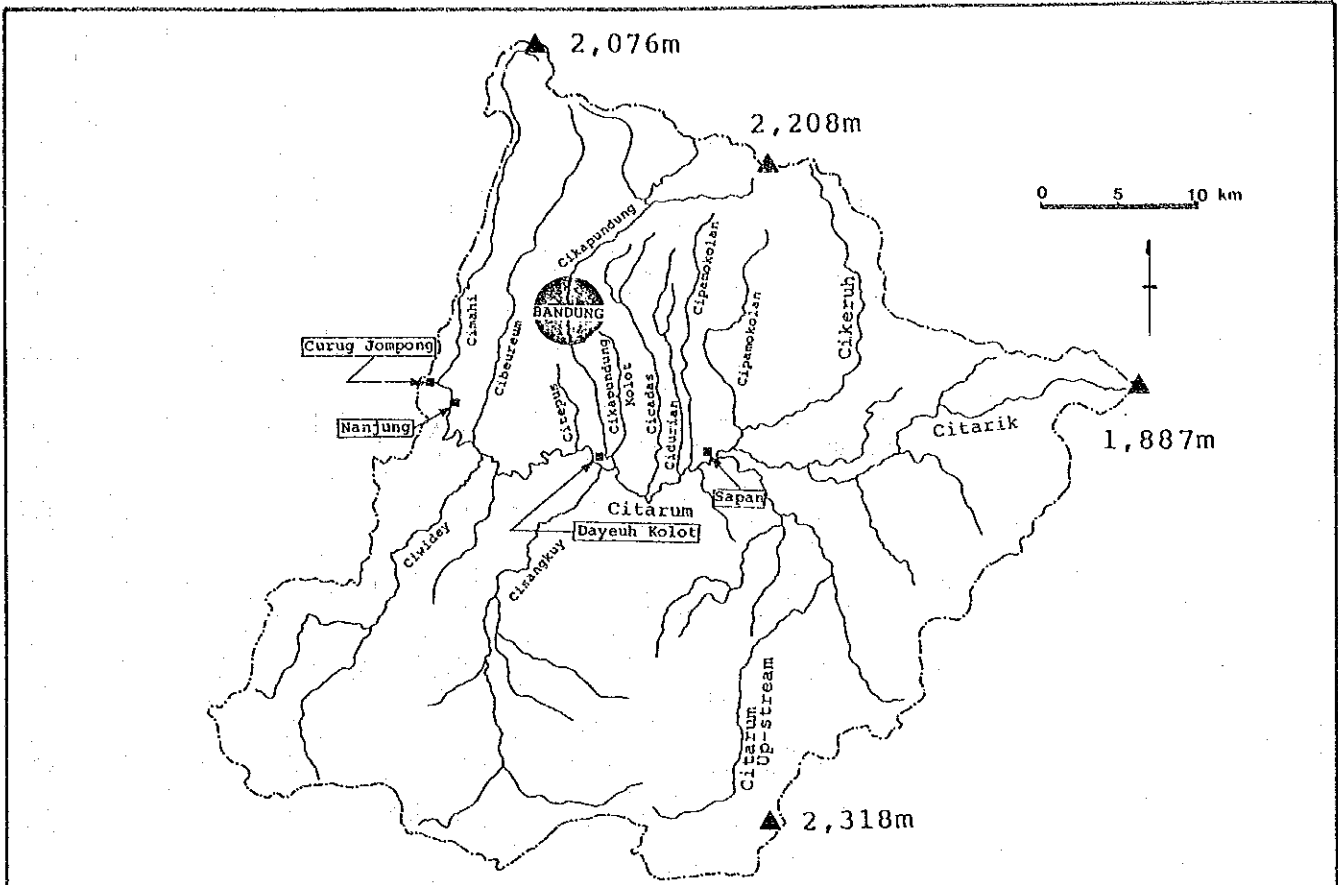 2,076m
2,208m
0 5 10 km
Cikapundung
Cipamokolan
BANDUNG
Cimahi
Cibeureum
Cipamokolan
Cikeruh
Curug Jompong
Nanjung
Citepus
Cikapundung
Kolot
Cicadas
Cidurian
Citarik
1,887m
Sapan
Citarum
Dayeuh Kolot
Ciwidey
Cisangkuy
Citarum
Up-stream
2,318m